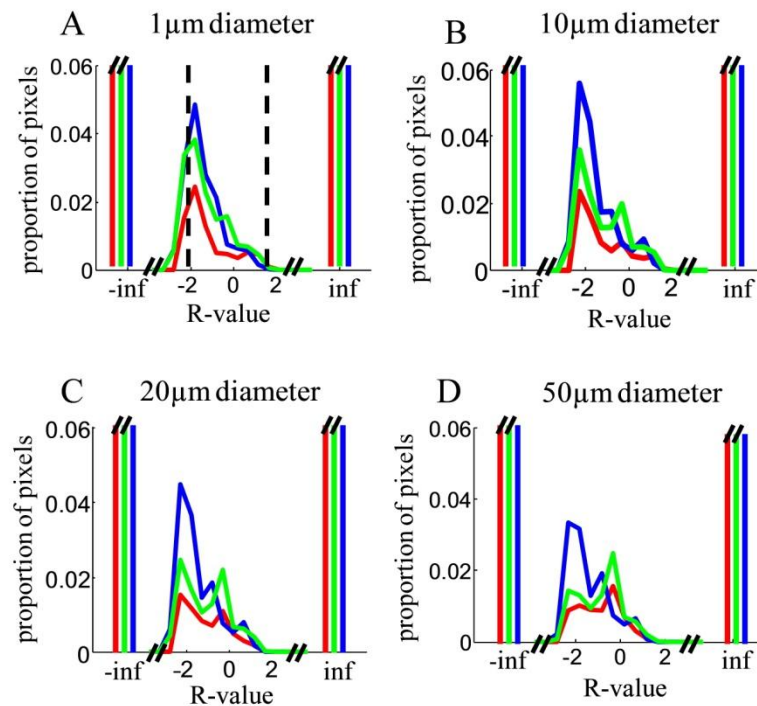 A 1µm diameter
proportion of pixels
0.06
0.04
0.02
0
-inf -2 0 2 inf
R-value
B 10µm diameter
proportion of pixels
0.06
0.04
0.02
0
-inf -2 0 2 inf
R-value
C 20µm diameter
proportion of pixels
0.06
0.04
0.02
0
-inf -2 0 2 inf
R-value
D 50µm diameter
proportion of pixels
0.06
0.04
0.02
0
-inf -2 0 2 inf
R-value